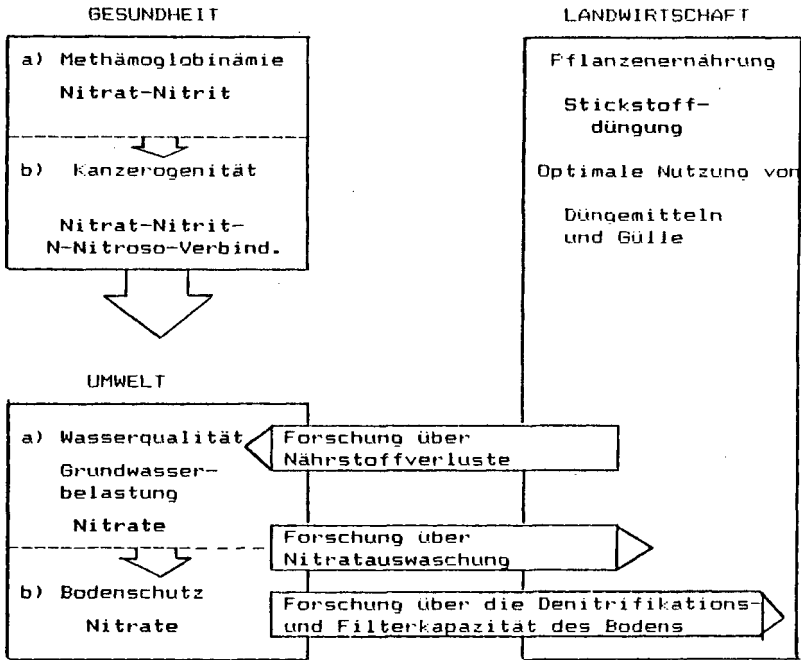 GESUNDHEIT
a) Methämoglobinämie
Nitrat-Nitrit
b) Kanzerogenität
Nitrat-Nitrit-
N-Nitroso-Verbind.
LANDWIRTSCHAFT
Pflanzenernährung
Stickstoff-
düngung
Optimale Nutzung von
Düngemitteln
und Gülle
UMWELT
a) Wasserqualität
Grundwasser-
belastung
Nitrate
b) Bodenschutz
Nitrate
Forschung über
Nährstoffverluste
Forschung über
Nitratauswaschung
Forschung über die Denitrifikations-
und Filterkapazität des Bodens